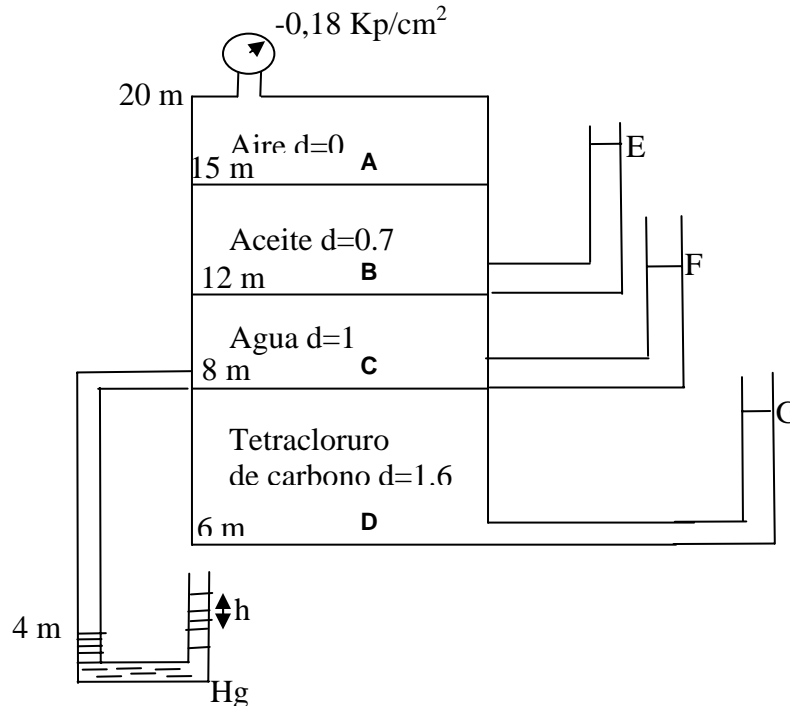 -0,18 Kp/cm²
20 m
Aire d=0
A
15 m
E
Aceite d=0.7
B
12 m
F
Agua d=1
C
8 m
Tetracloruro
de carbono d=1.6
6 m
D
h
4 m
Hg